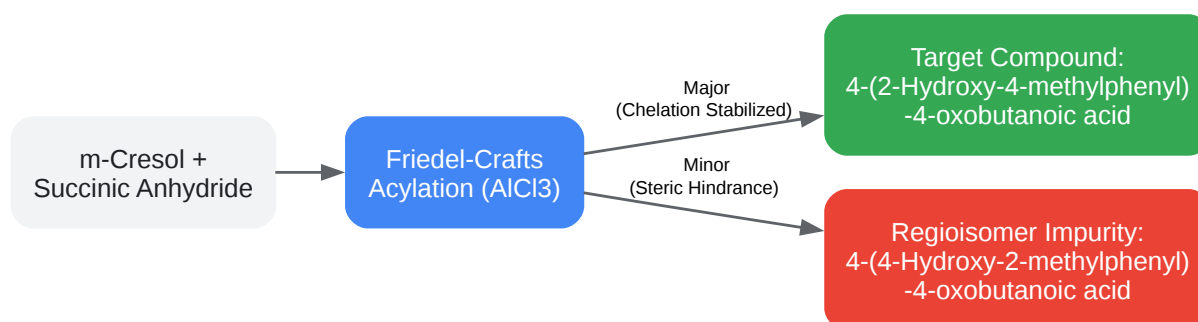 m-Cresol +
Succinic Anhydride
Friedel-Crafts
Acylation (AlCl3)
Major
(Chelation Stabilized)
Minor
(Steric Hindrance)
Target Compound:
4-(2-Hydroxy-4-methylphenyl)
-4-oxobutanoic acid
Regioisomer Impurity:
4-(4-Hydroxy-2-methylphenyl)
-4-oxobutanoic acid